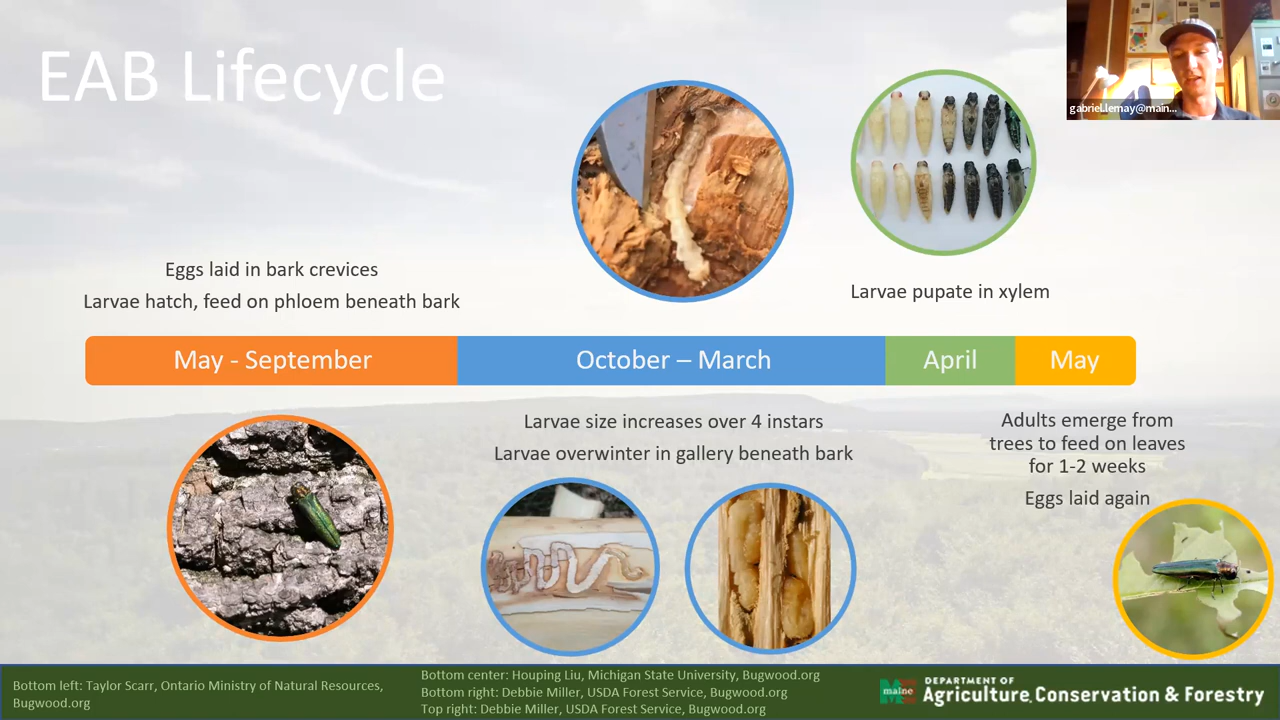 EAB Lifecycle
gabriel.lemay@main...
Eggs laid in bark crevices
Larvae hatch, feed on phloem beneath bark
Larvae pupate in xylem
May - September
October – March
April
May
Larvae size increases over 4 instars
Larvae overwinter in gallery beneath bark
Adults emerge from
trees to feed on leaves
for 1-2 weeks
Eggs laid again
Bottom left: Taylor Scarr, Ontario Ministry of Natural Resources,
Bugwood.org
Bottom center: Houping Liu, Michigan State University, Bugwood.org
Bottom right: Debbie Miller, USDA Forest Service, Bugwood.org
Top right: Debbie Miller, USDA Forest Service, Bugwood.org
maine
DEPARTMENT OF
Agriculture, Conservation & Forestry